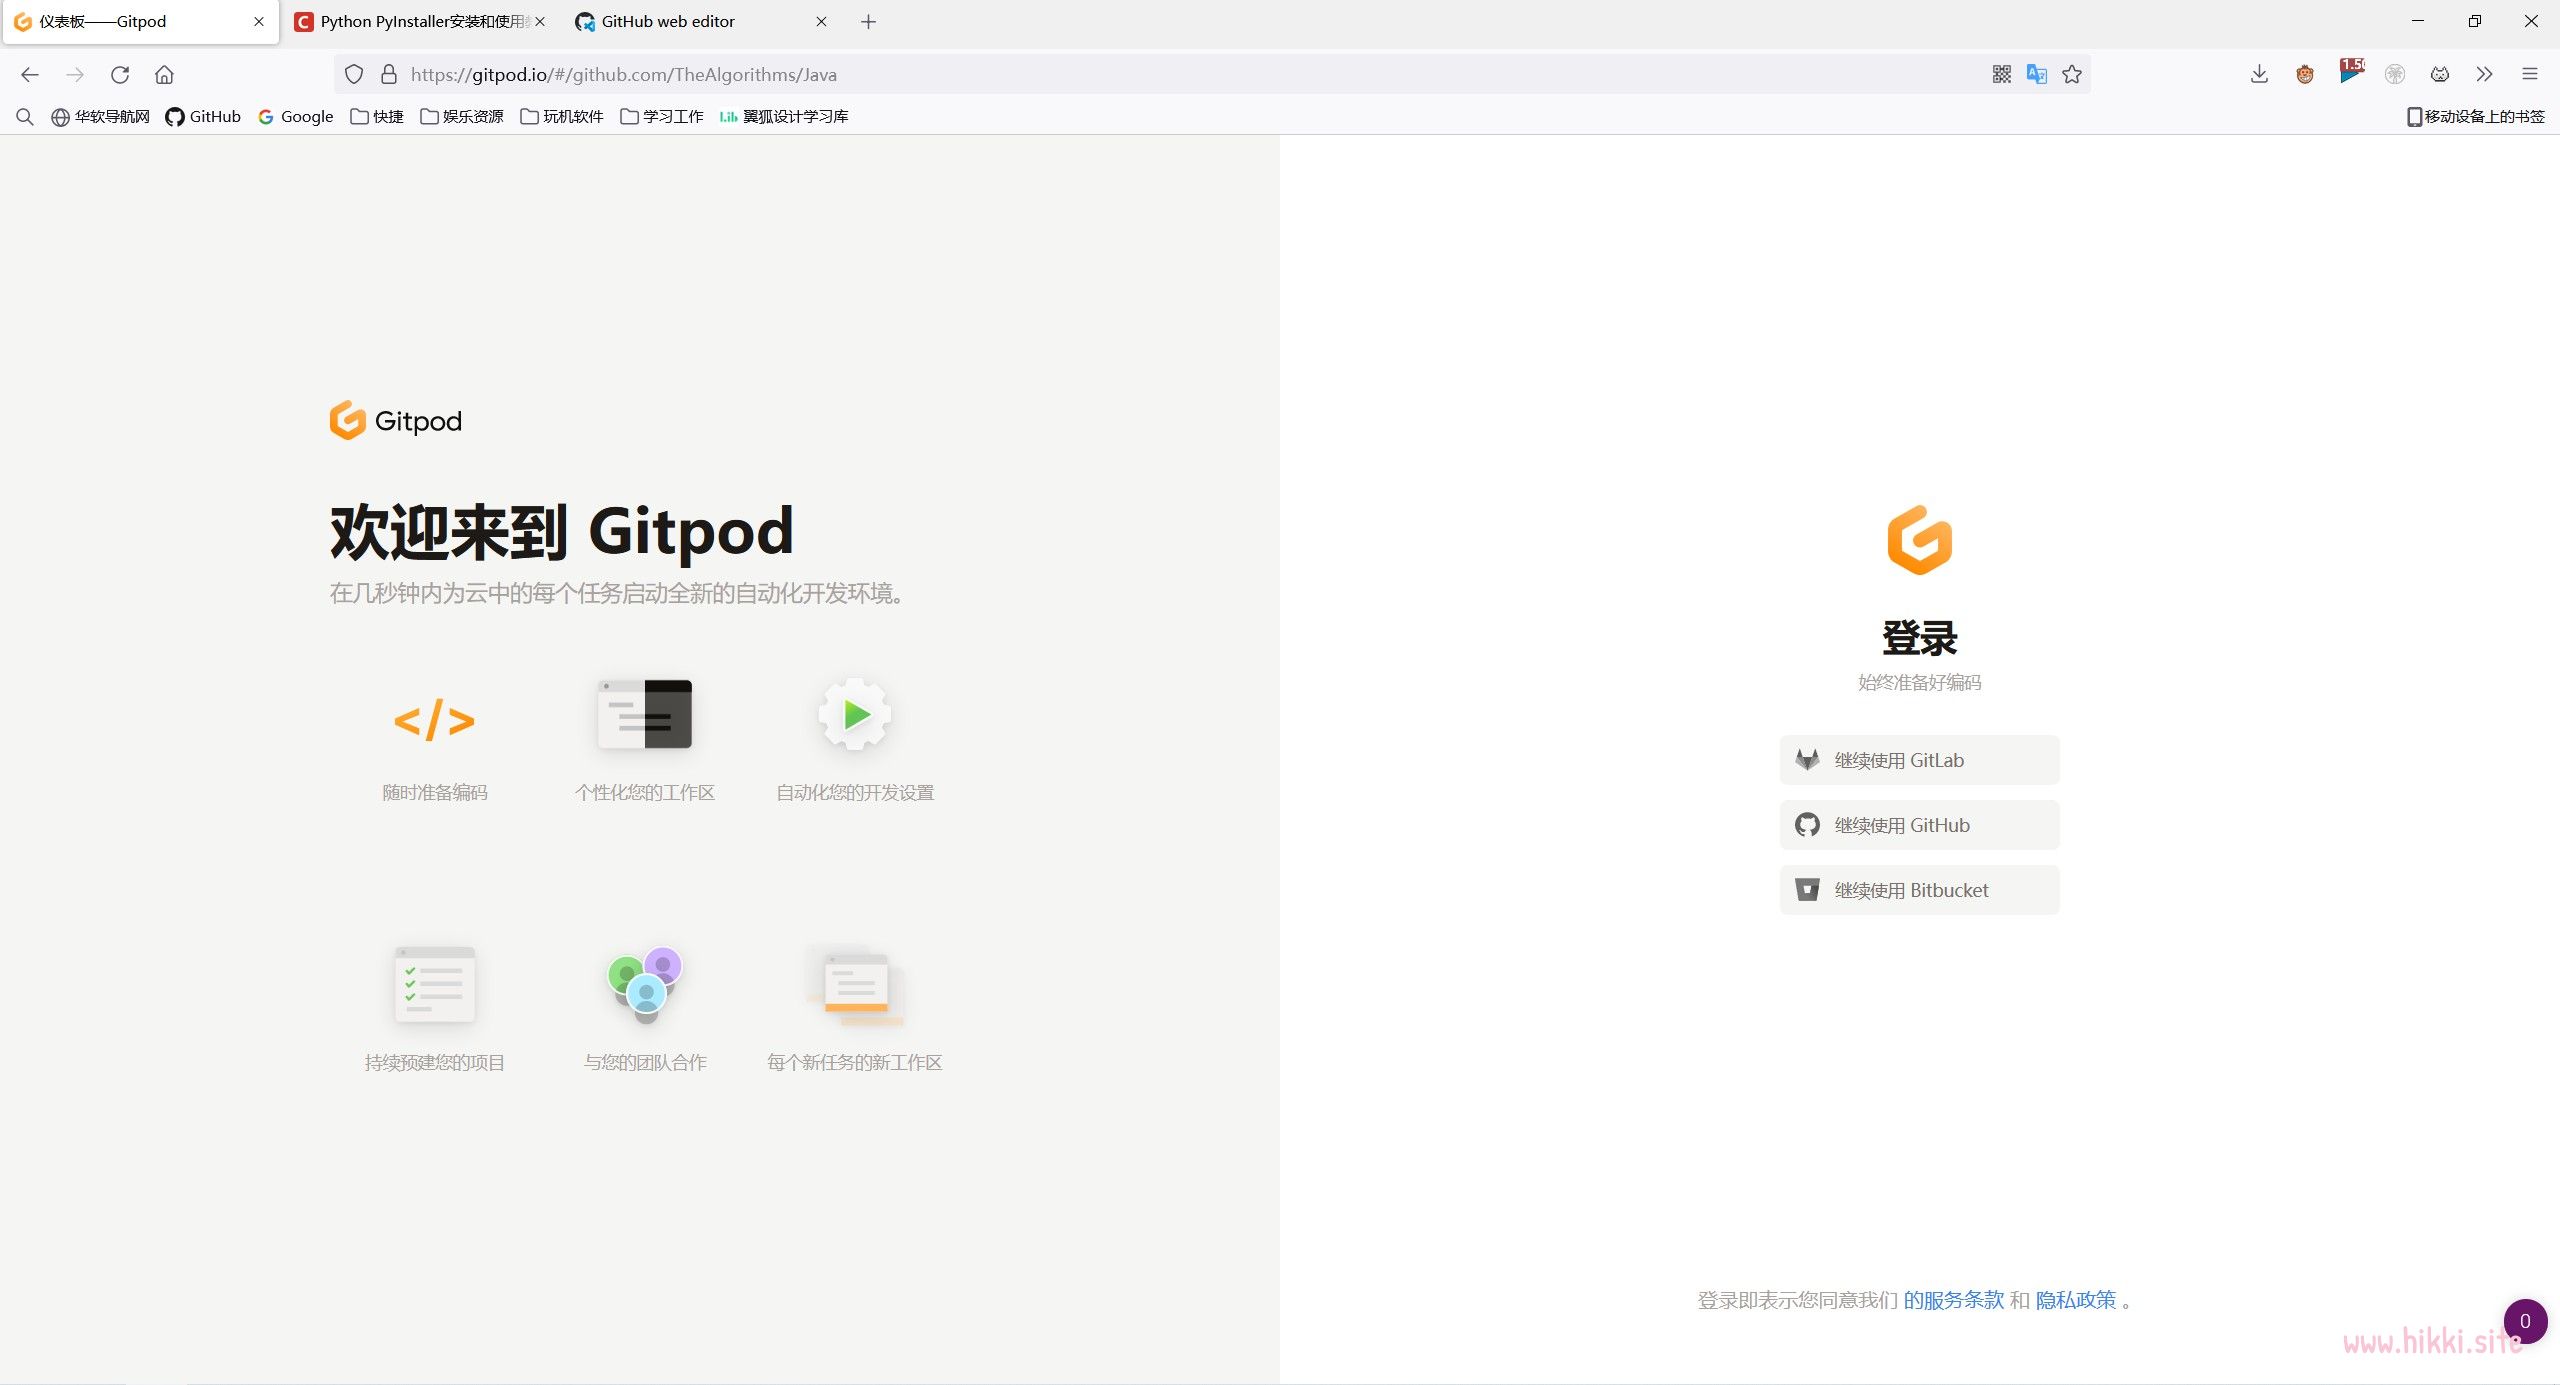 仪表板——Gitpod
Python PyInstaller安装和使用
GitHub web editor
https://gitpod.io/#/github.com/TheAlgorithms/Java
1.50
华软导航网
GitHub
Google
快捷
娱乐资源
玩机软件
学习工作
Lib
翼狐设计学习库
移动设备上的书签
Gitpod
欢迎来到 Gitpod
在几秒钟内为云中的每个任务启动全新的自动化开发环境。
</>
随时准备编码
个性化您的工作区
自动化您的开发设置
持续预建您的项目
与您的团队合作
每个新任务的新工作区
登录
始终准备好编码
继续使用 GitLab
继续使用 GitHub
继续使用 Bitbucket
登录即表示您同意我们 的服务条款 和 隐私政策 。
0
www.hikki.site